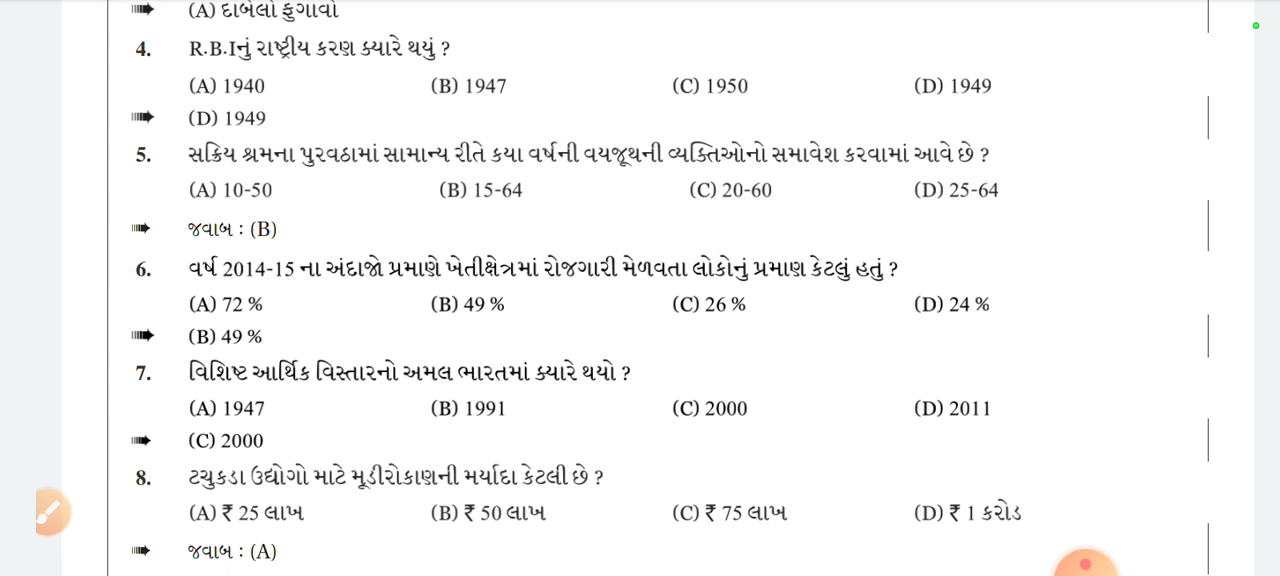 (A) દાબેલો ફુગાવો
4. R.B.Iનું રાષ્ટ્રીય કરણ ક્યારે થયું ?
(A) 1940 (B) 1947 (C) 1950 (D) 1949
(D) 1949
5. સક્રિય શ્રમના પુરવઠામાં સામાન્ય રીતે કયા વર્ષની વયજૂથની વ્યક્તિઓનો સમાવેશ કરવામાં આવે છે ?
(A) 10-50 (B) 15-64 (C) 20-60 (D) 25-64
જવાબ : (B)
6. વર્ષ 2014-15 ના અંદાજો પ્રમાણે ખેતીક્ષેત્રમાં રોજગારી મેળવતા લોકોનું પ્રમાણ કેટલું હતું ?
(A) 72 % (B) 49 % (C) 26 % (D) 24 %
(B) 49 %
7. વિશિષ્ટ આર્થિક વિસ્તારનો અમલ ભારતમાં ક્યારે થયો ?
(A) 1947 (B) 1991 (C) 2000 (D) 2011
(C) 2000
8. ટચુકડા ઉદ્યોગો માટે મૂડીરોકાણની મર્યાદા કેટલી છે ?
(A) ₹ 25 લાખ (B) ₹ 50 લાખ (C) ₹ 75 લાખ (D) ₹ 1 કરોડ
જવાબ : (A)